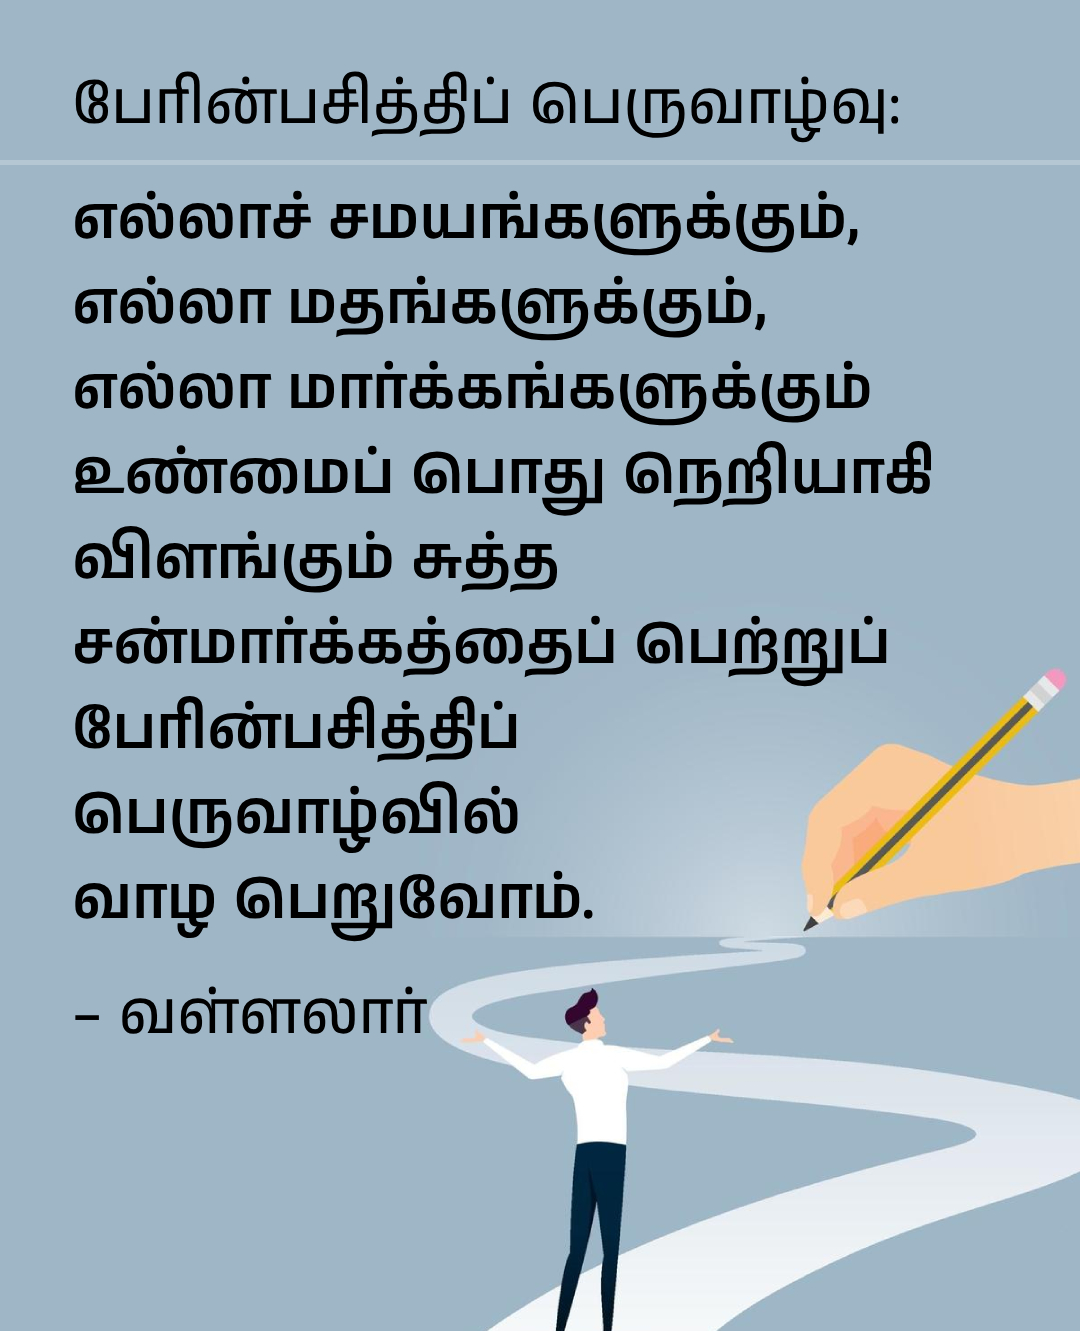 பேரின்பசித்திப் பெருவாழ்வு:
எல்லாச் சமயங்களுக்கும்,
எல்லா மதங்களுக்கும்,
எல்லா மார்க்கங்களுக்கும்
உண்மைப் பொது நெறியாகி
விளங்கும் சுத்த
சன்மார்க்கத்தைப் பெற்றுப்
பேரின்பசித்திப்
பெருவாழ்வில்
வாழ பெறுவோம்.
– வள்ளலார்